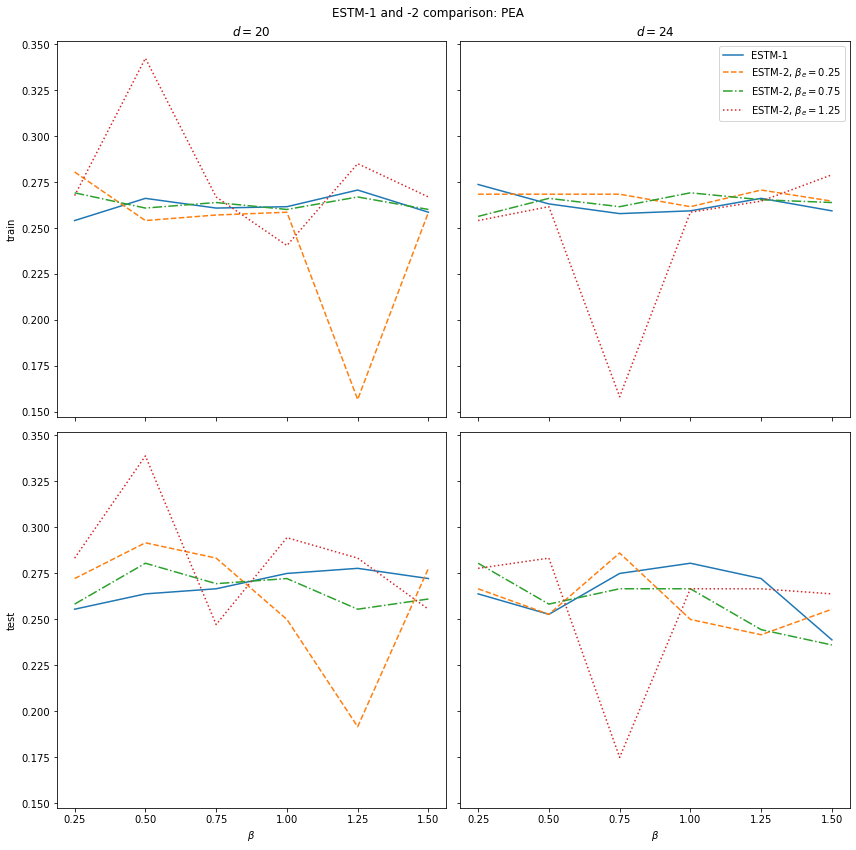 ESTM-1 and -2 comparison: PEA
d = 20
d = 24
0.350
0.325
0.300
0.275
0.250
0.225
0.200
0.175
0.150
train
ESTM-1
ESTM-2, βe = 0.25
ESTM-2, βe = 0.75
ESTM-2, βe = 1.25
0.350
0.325
0.300
0.275
0.250
0.225
0.200
0.175
0.150
test
0.25 0.50 0.75 1.00 1.25 1.50
β
0.25 0.50 0.75 1.00 1.25 1.50
β